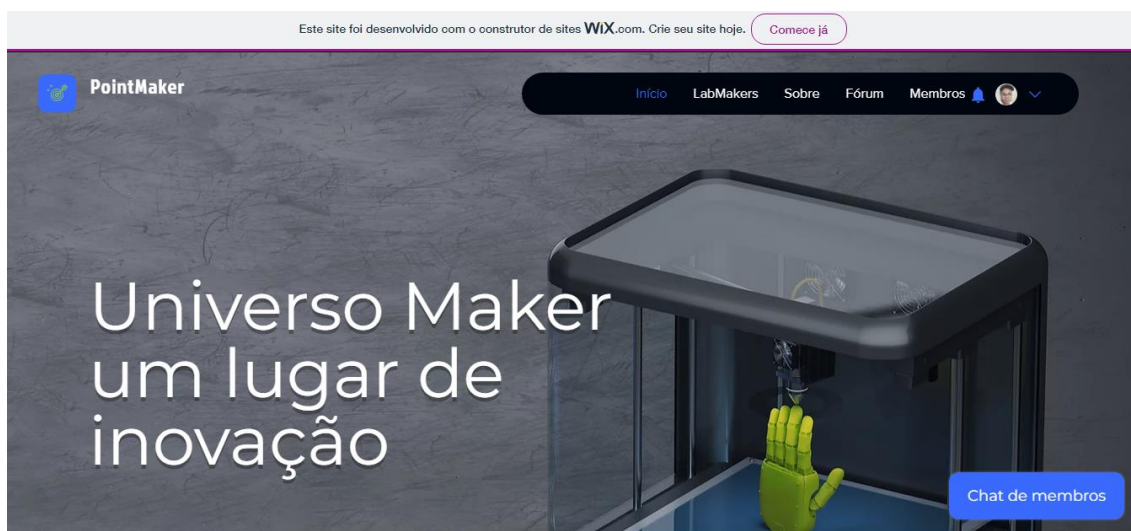 Este site foi desenvolvido com o construtor de sites WiX.com. Crie seu site hoje. Comece já
PointMaker
Início LabMakers Sobre Fórum Membros
Universo Maker
um lugar de
inovação
Chat de membros